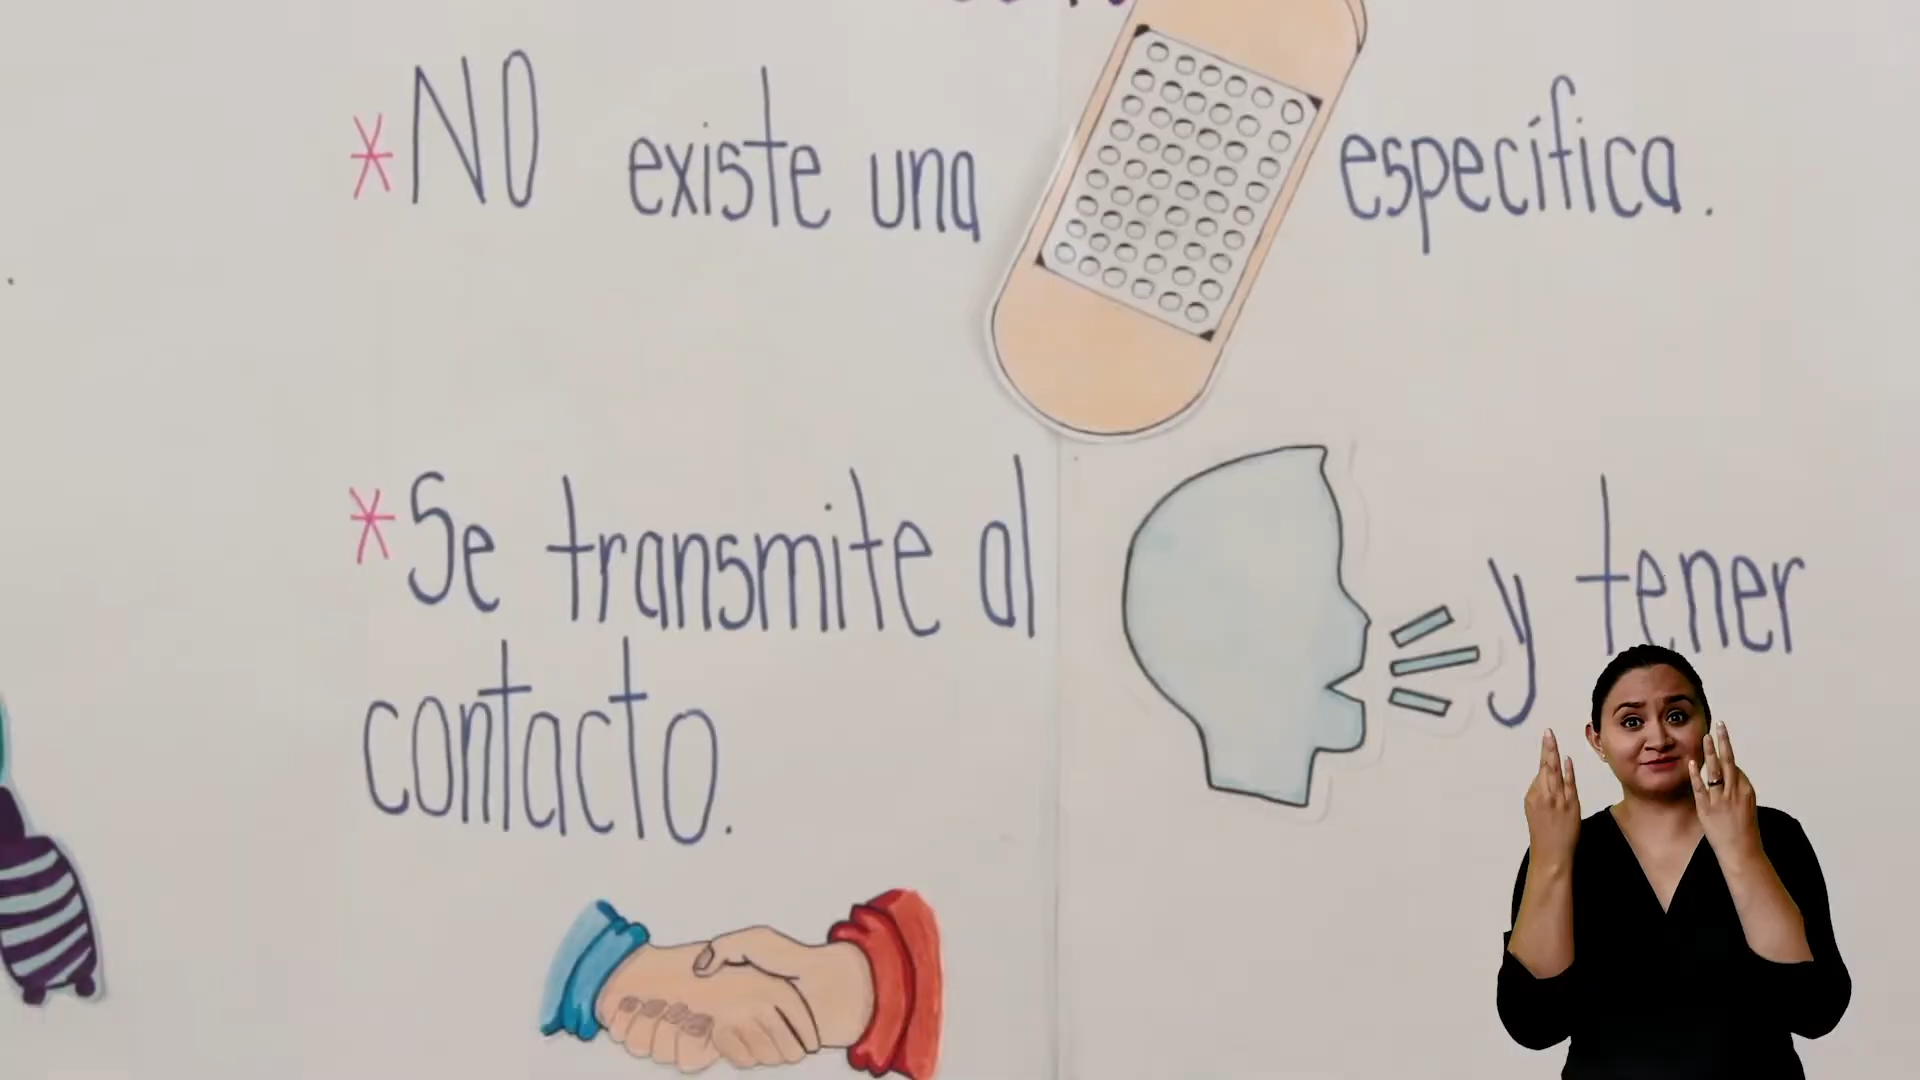 *NO existe una específica.
*Se transmite al y tener
contacto.